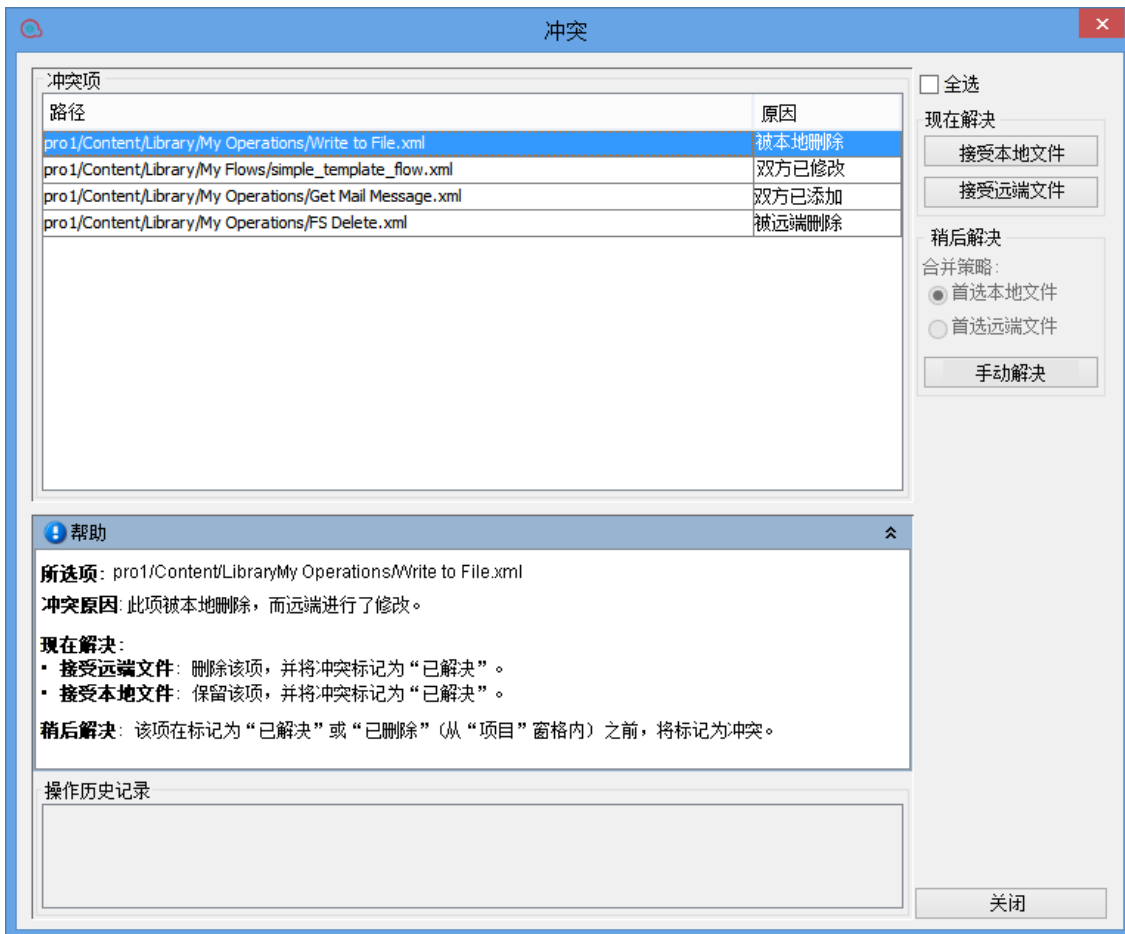 冲突
冲突项
路径 原因
pro1/Content/Library/My Operations/Write to File.xml 被本地删除
pro1/Content/Library/My Flows/simple_template_flow.xml 双方已修改
pro1/Content/Library/My Operations/Get Mail Message.xml 双方已添加
pro1/Content/Library/My Operations/FS Delete.xml 被远端删除
全选
现在解决
接受本地文件
接受远端文件
稍后解决
合并策略:
首选本地文件
首选远端文件
手动解决
帮助
所选项: pro1/Content/LibraryMy Operations/Write to File.xml
冲突原因: 此项被本地删除，而远端进行了修改。
现在解决:
▪ 接受远端文件: 删除该项，并将冲突标记为“已解决”。
▪ 接受本地文件: 保留该项，并将冲突标记为“已解决”。
稍后解决: 该项在标记为“已解决”或“已删除”（从“项目”窗格内）之前，将标记为冲突。
操作历史记录
关闭